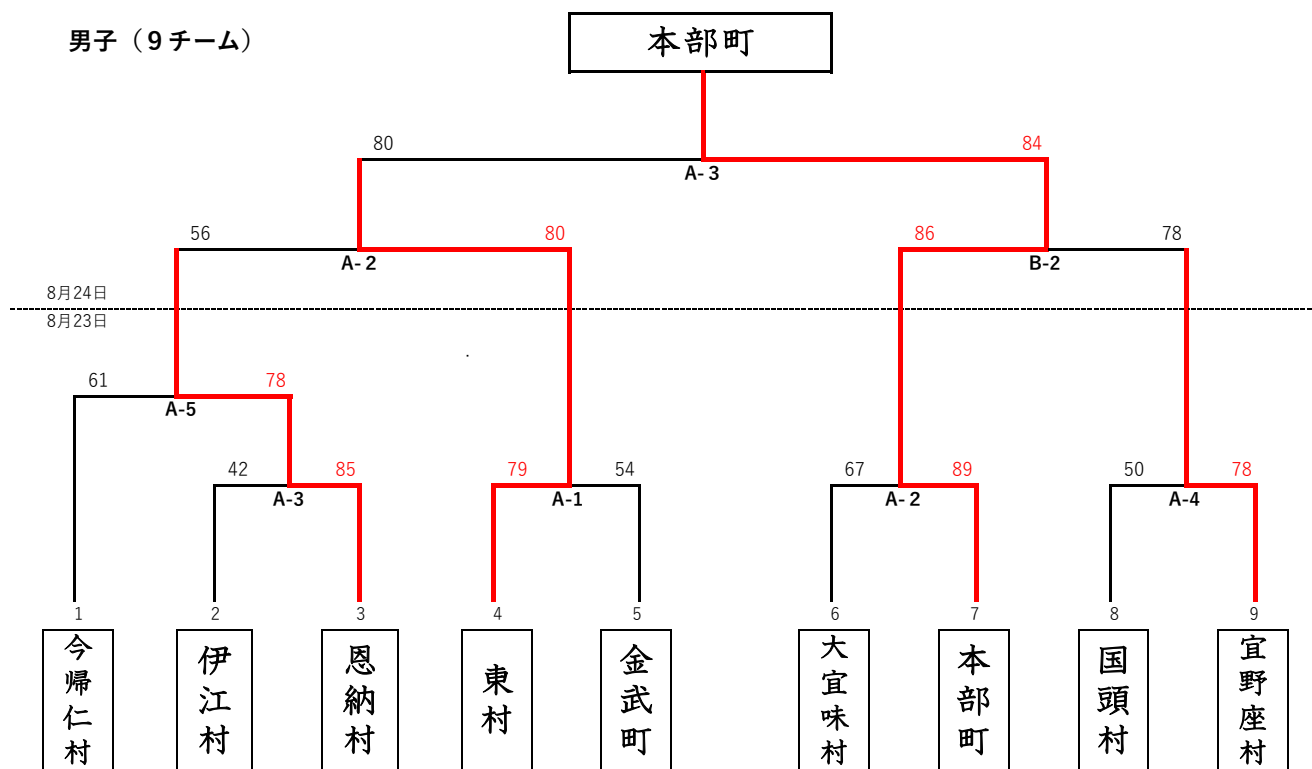 本部町
男子（９チーム）
80
84
A-３
56
80
86
78
A-２
B-2
8月24日
8月23日
61
78
A-5
42
85
79
54
67
89
50
78
A-3
A-1
A-２
A-4
1
2
3
4
5
6
7
8
9
今帰仁村
伊江村
恩納村
東村
金武町
大宜味村
本部町
国頭村
宜野座村